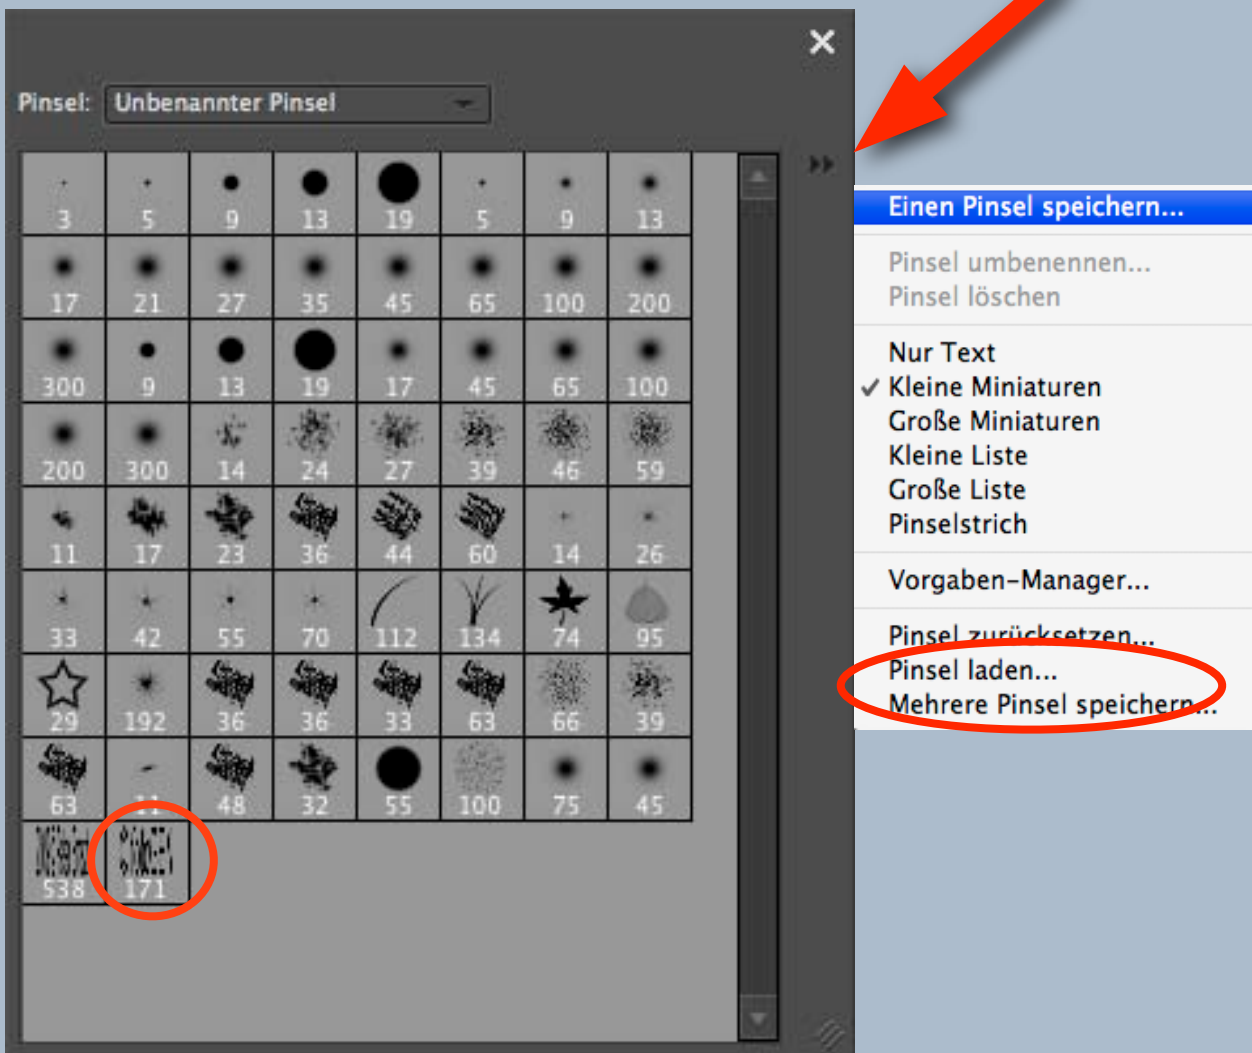 Pinsel: Unbenannter Pinsel
3 5 9 13 19 5 9 13
17 21 27 35 45 65 100 200
300 9 13 19 17 45 65 100
200 300 14 24 27 39 46 59
11 17 23 36 44 60 14 26
33 42 55 70 112 134 74 95
29 192 36 36 33 63 66 39
63 11 48 32 55 100 75 45
538 171
Einen Pinsel speichern...
Pinsel umbenennen...
Pinsel löschen
Nur Text
✓ Kleine Miniaturen
Große Miniaturen
Kleine Liste
Große Liste
Pinselstrich
Vorgaben-Manager...
Pinsel zurücksetzen...
Pinsel laden...
Mehrere Pinsel speichern...